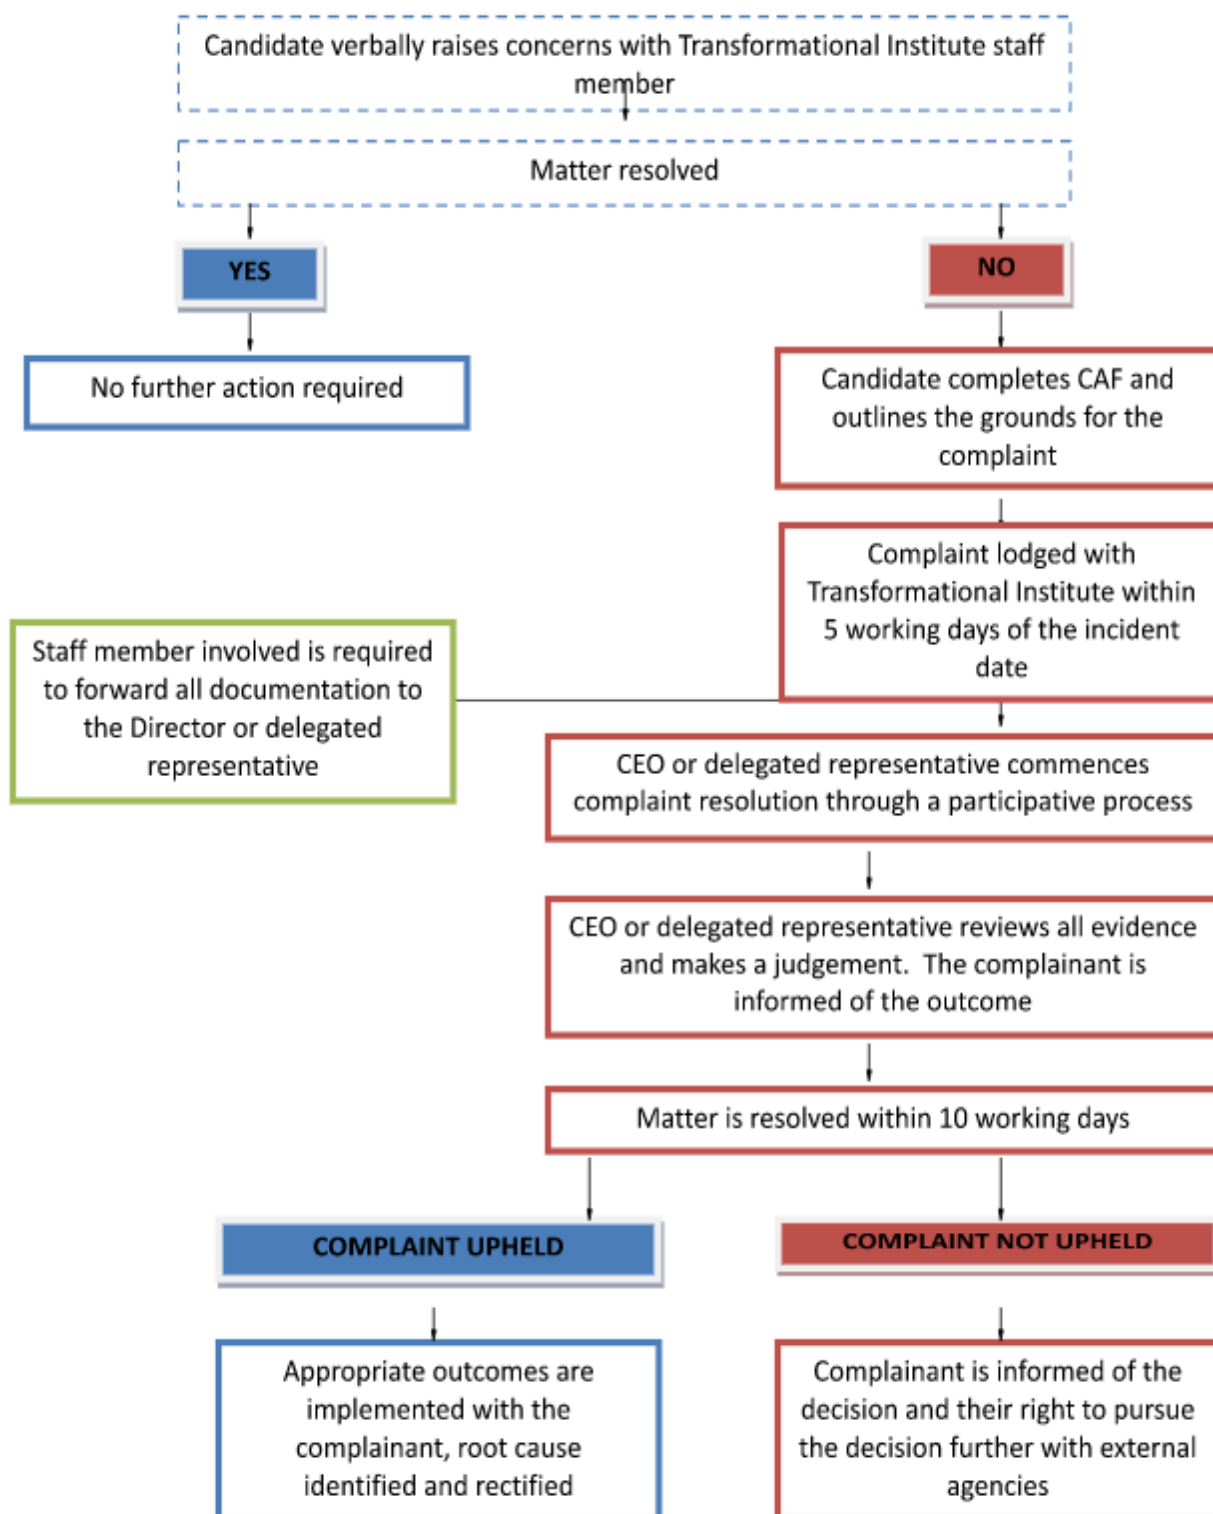 Candidate verbally raises concerns with Transformational Institute staff
member
Matter resolved
YES
NO
No further action required
Candidate completes CAF and
outlines the grounds for the
complaint
Complaint lodged with
Transformational Institute within
5 working days of the incident
date
Staff member involved is required
to forward all documentation to
the Director or delegated
representative
CEO or delegated representative commences
complaint resolution through a participative process
CEO or delegated representative reviews all evidence
and makes a judgement.  The complainant is
informed of the outcome
Matter is resolved within 10 working days
COMPLAINT UPHELD
COMPLAINT NOT UPHELD
Appropriate outcomes are
implemented with the
complainant, root cause
identified and rectified
Complainant is informed of the
decision and their right to pursue
the decision further with external
agencies